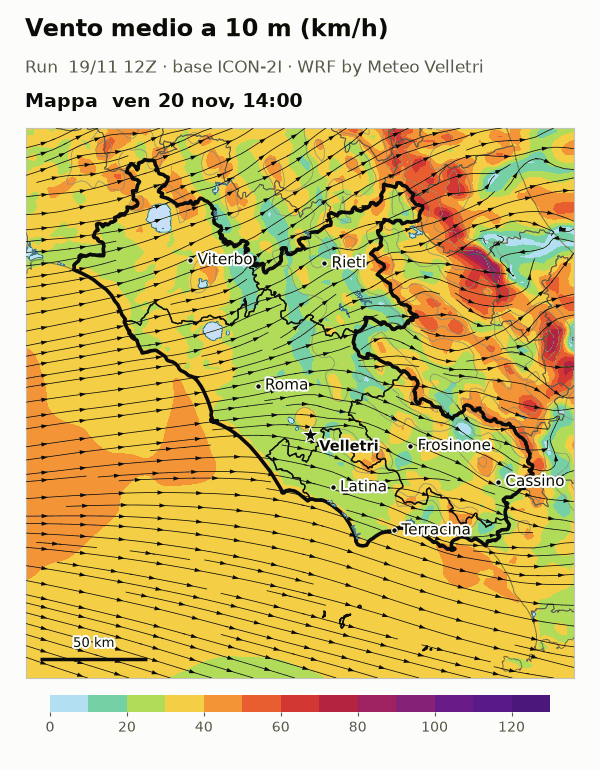 Vento medio a 10 m (km/h)
Run 19/11 12Z · base ICON-2I · WRF by Meteo Velletri
Mappa ven 20 nov, 14:00
Viterbo
Rieti
Roma
Velletri
Frosinone
Latina
Cassino
Terracina
50 km
0 20 40 60 80 100 120